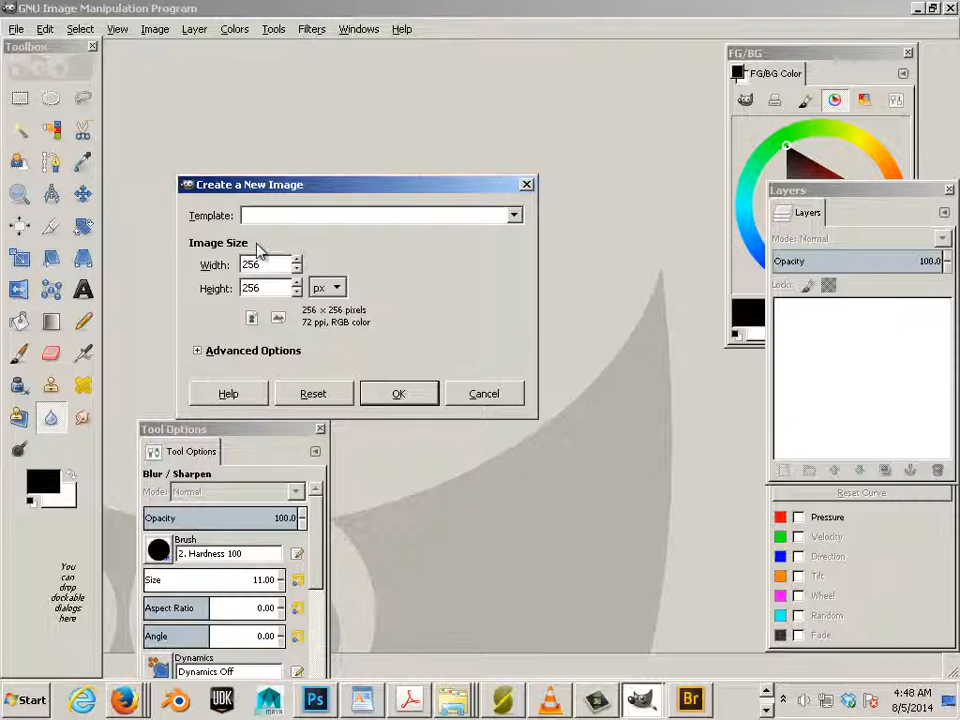 GNU Image Manipulation Program
File Edit Select View Image Layer Colors Tools Filters Windows Help
Toolbox
FG/BG
FG/BG Color
Create a New Image
Template:
Image Size
Width: 256
Height: 256 px
256 × 256 pixels
72 ppi, RGB color
Advanced Options
Help Reset OK Cancel
Layers
Layers
Mode: Normal
Opacity 100.0
Lock:
Tool Options
Tool Options
Blur / Sharpen
Mode: Normal
Opacity 100.0
Brush
2. Hardness 100
Size 11.00
Aspect Ratio 0.00
Angle 0.00
Dynamics
Dynamics Off
You
can
drop
dockable
dialogs
here
Reset Curve
Pressure
Velocity
Direction
Tilt
Wheel
Random
Fade
Start
UDK
MAYA
Ps
Br
4:48 AM
8/5/2014